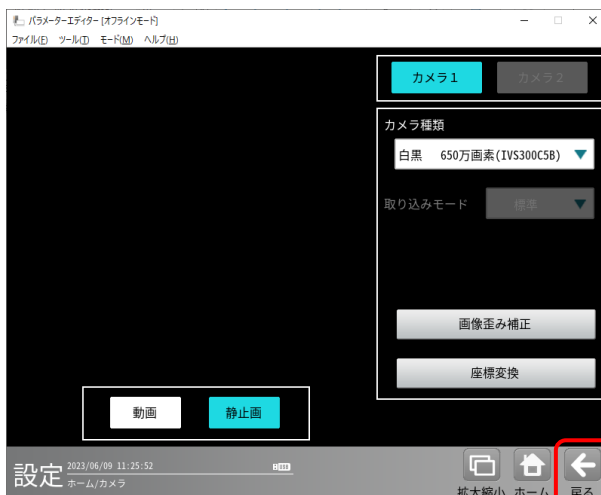 パラメーターエディター [オフラインモード]
ファイル(F) ツール(T) モード(M) ヘルプ(H)
カメラ1 カメラ2
カメラ種類
白黒 650万画素(IVS300C5B)
取り込みモード 標準
画像歪み補正
座標変換
動画 静止画
設定 2023/06/09 11:25:52
ホーム/カメラ
拡大縮小 ホーム 戻る